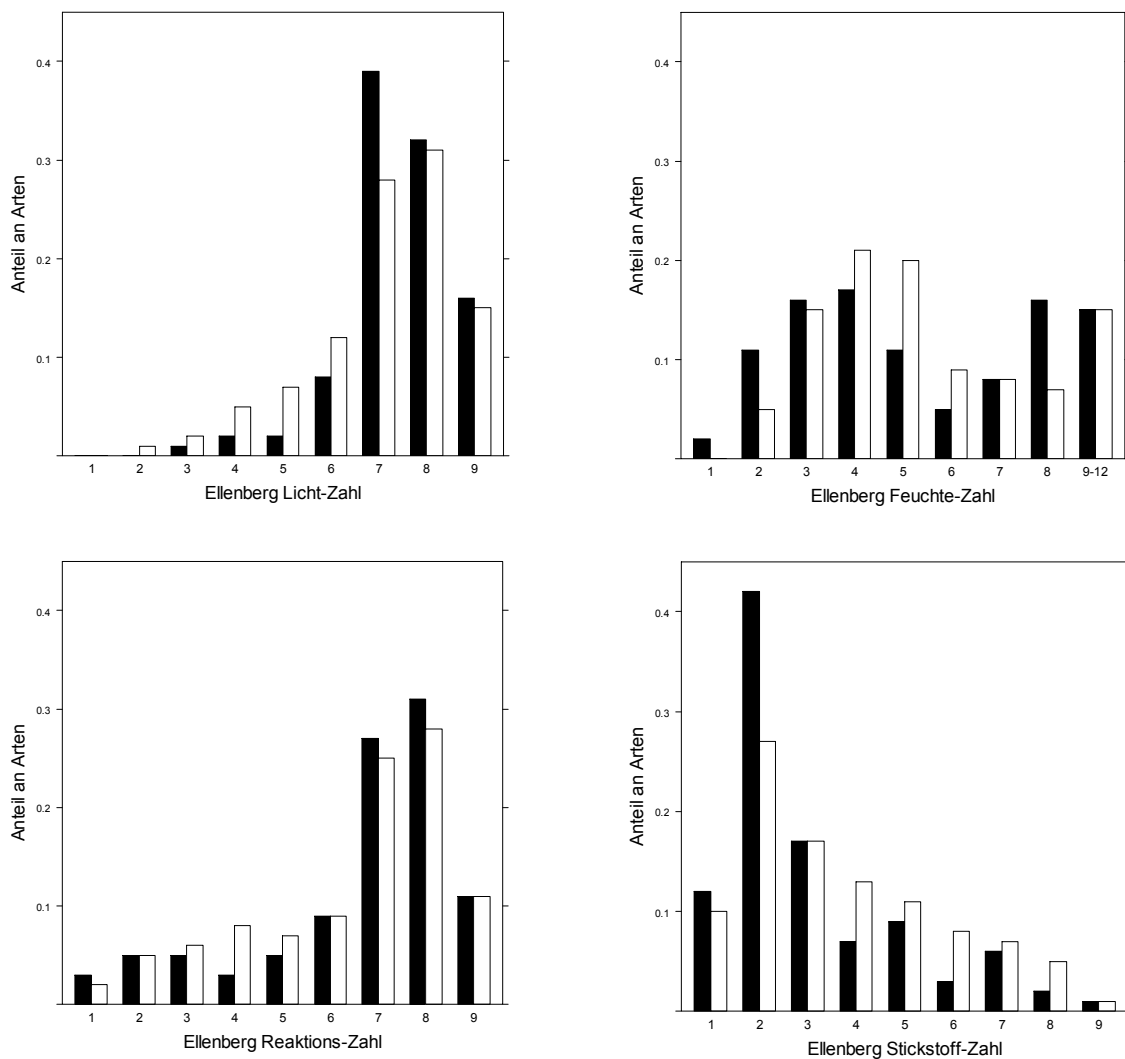 Anteil an Arten
0.4
0.3
0.2
0.1
1 2 3 4 5 6 7 8 9
Ellenberg Licht-Zahl
Anteil an Arten
0.4
0.3
0.2
0.1
1 2 3 4 5 6 7 8 9-12
Ellenberg Feuchte-Zahl
Anteil an Arten
0.4
0.3
0.2
0.1
1 2 3 4 5 6 7 8 9
Ellenberg Reaktions-Zahl
Anteil an Arten
0.4
0.3
0.2
0.1
1 2 3 4 5 6 7 8 9
Ellenberg Stickstoff-Zahl